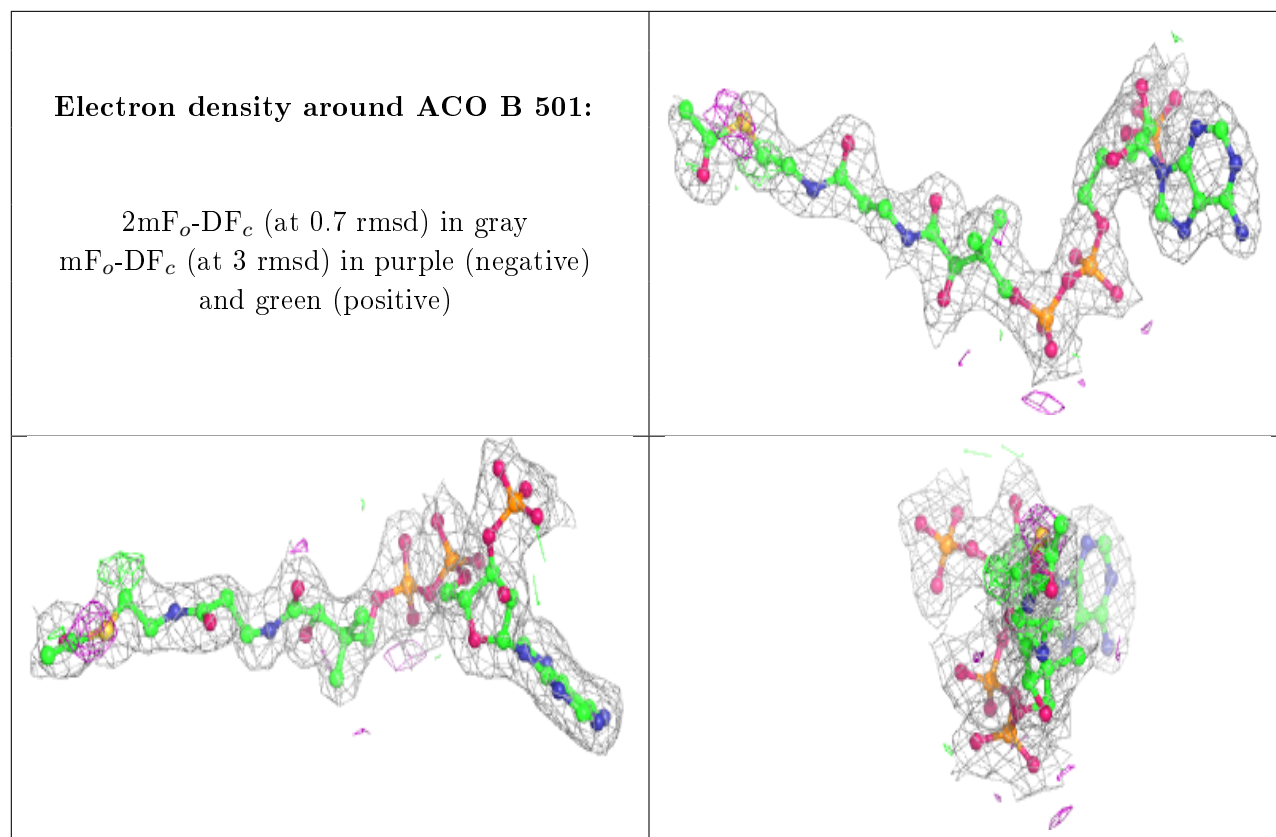 Electron density around ACO B 501:
2mFo-DFc (at 0.7 rmsd) in gray
mFo-DFc (at 3 rmsd) in purple (negative)
and green (positive)